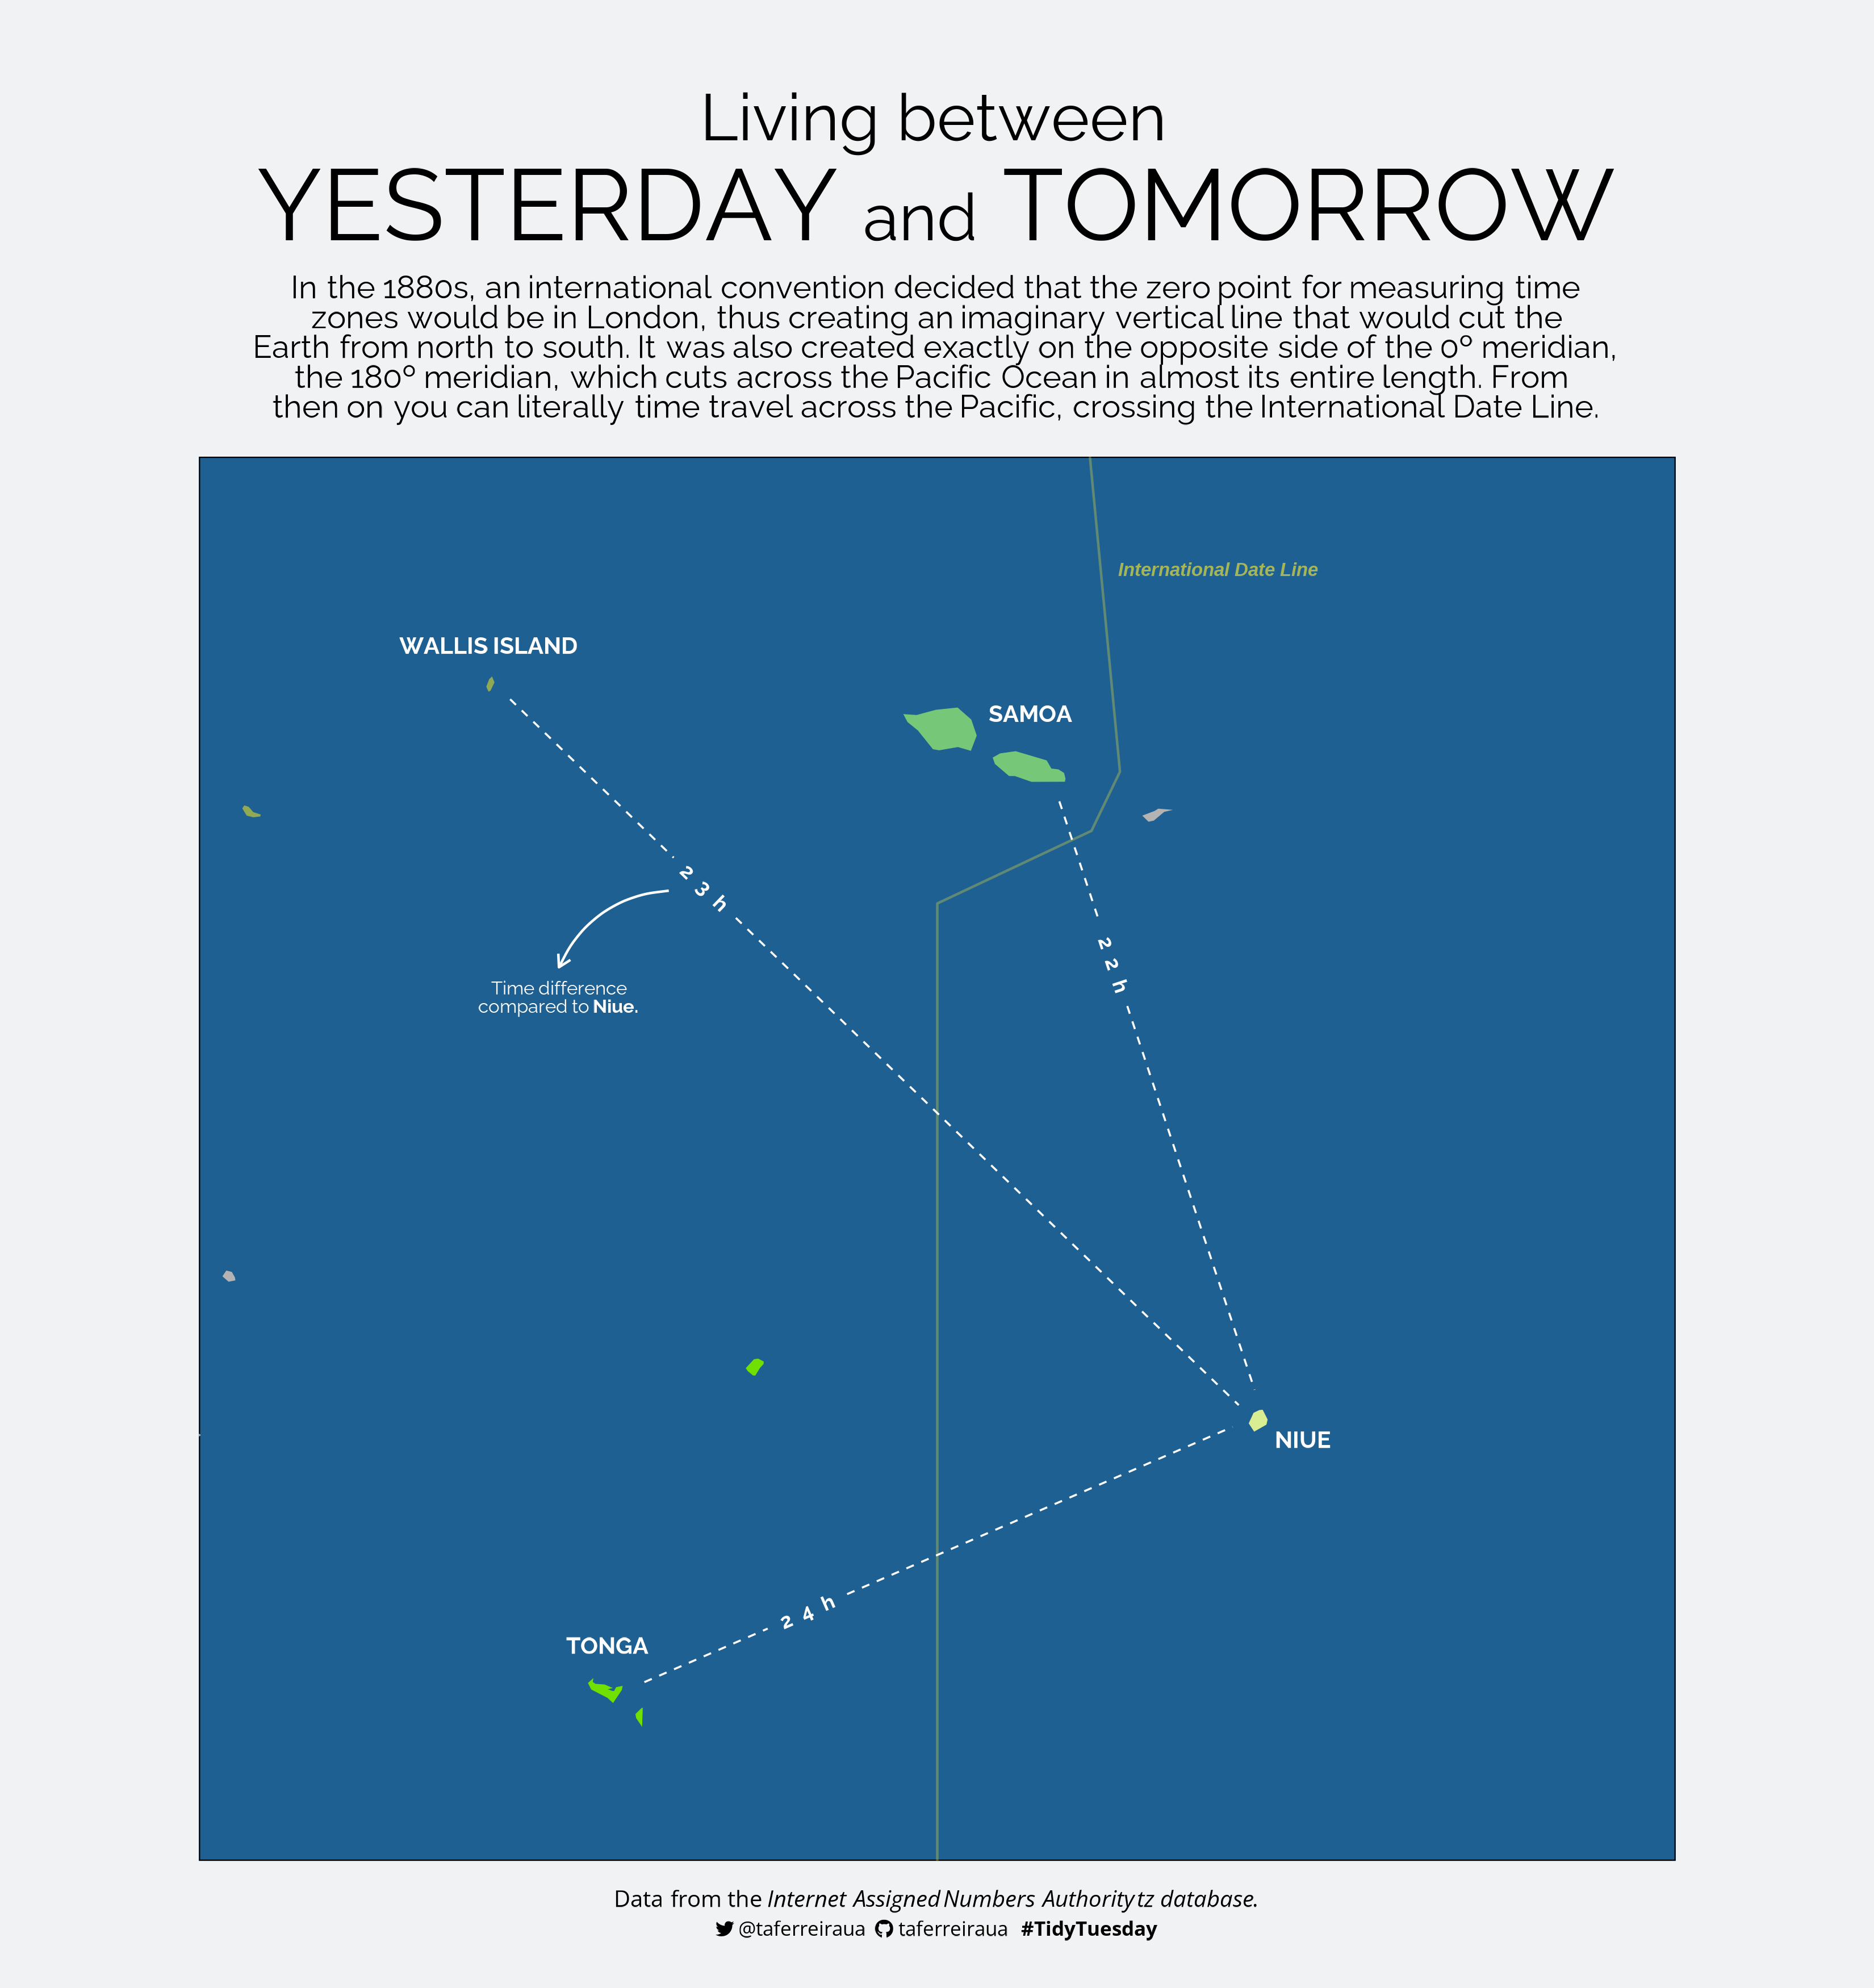 Living between
YESTERDAY and TOMORROW
In the 1880s, an international convention decided that the zero point for measuring time
zones would be in London, thus creating an imaginary vertical line that would cut the
Earth from north to south. It was also created exactly on the opposite side of the 0º meridian,
the 180º meridian, which cuts across the Pacific Ocean in almost its entire length. From
then on you can literally time travel across the Pacific, crossing the International Date Line.
International Date Line
WALLIS ISLAND
SAMOA
23h
22h
Time difference
compared to Niue.
NIUE
24h
TONGA
Data from the Internet Assigned Numbers Authority tz database.
@taferreiraua taferreiraua #TidyTuesday